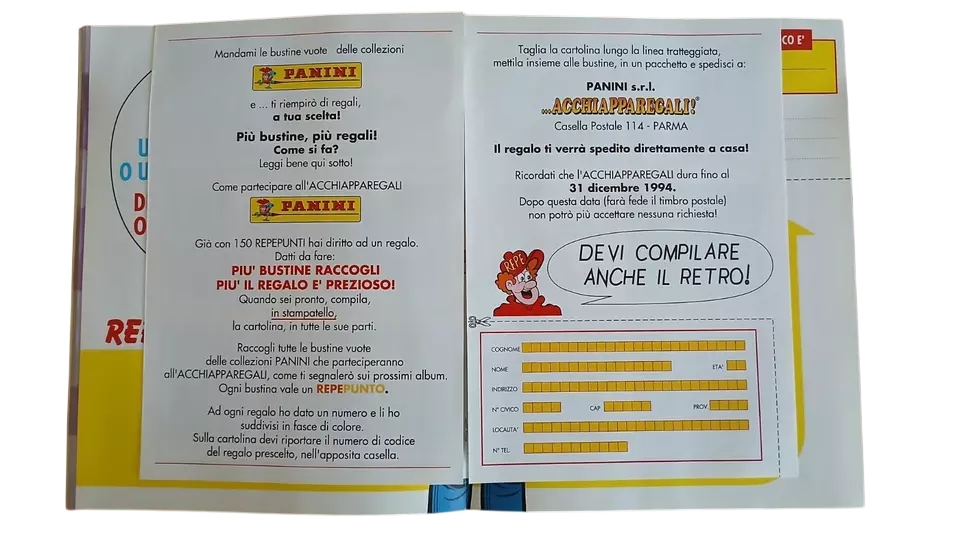 Mandami le bustine vuote delle collezioni
PANINI
e ... ti riempirò di regali,
a tua scelta!
Più bustine, più regali!
Come si fa?
Leggi bene qui sotto!
Come partecipare all'ACCHIAPPAREGALI
PANINI
Già con 150 REPEPUNTI hai diritto ad un regalo.
Datti da fare:
PIU' BUSTINE RACCOGLI
PIU' IL REGALO E' PREZIOSO!
Quando sei pronto, compila,
in stampatello,
la cartolina, in tutte le sue parti.
Raccogli tutte le bustine vuote
delle collezioni PANINI che parteciperanno
all'ACCHIAPPAREGALI, come ti segnalerò sui prossimi album.
Ogni bustina vale un REPEPUNTO.
Ad ogni regalo ho dato un numero e li ho
suddivisi in fasce di colore.
Sulla cartolina devi riportare il numero di codice
del regalo prescelto, nell'apposita casella.
Taglia la cartolina lungo la linea tratteggiata,
mettila insieme alle bustine, in un pacchetto e spedisci a:
PANINI s.r.l.
...ACCHIAPPAREGALI!
Casella Postale 114 - PARMA
Il regalo ti verrà spedito direttamente a casa!
Ricordati che l'ACCHIAPPAREGALI dura fino al
31 dicembre 1994.
Dopo questa data (farà fede il timbro postale)
non potrò più accettare nessuna richiesta!
REPE
DEVI COMPILARE
ANCHE IL RETRO!
COGNOME
NOME ETA'
INDIRIZZO
N° CIVICO CAP PROV.
LOCALITA'
N° TEL.
CO E'